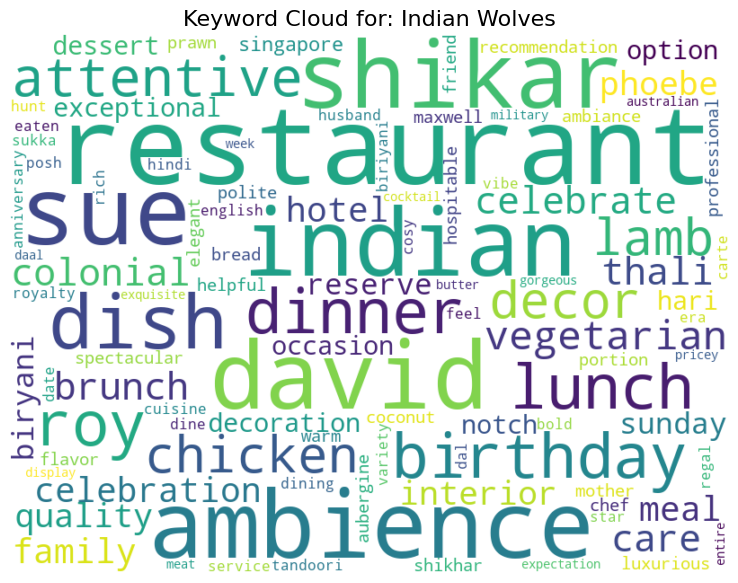 Keyword Cloud for: Indian Wolves
dessert prawn singapore friend recommendation option
attentive shikar phoebe
hunt exceptional husband maxwell military ambiance australian
eaten restaurant
sukka posh week hindi biriyani professional
anniversary rich sue polite hotel hospitable vibe celebrate
english cocktail lamb
daal elegant bread indian cosy carte
colonial helpful reserve butter gorgeous thali
royalty exquisite dinner feel decor hari
dish occasion era
spectacular david vegetarian
biryani date brunch portion pricey
roy cuisine lunch
dine decoration warm coconut notch bold sunday
flavor chicken variety dal birthday regal
display dining aubergine
celebration interior mother
quality ambience chef meal
star
family care entire
meat service tandoori shikhar expectation luxurious